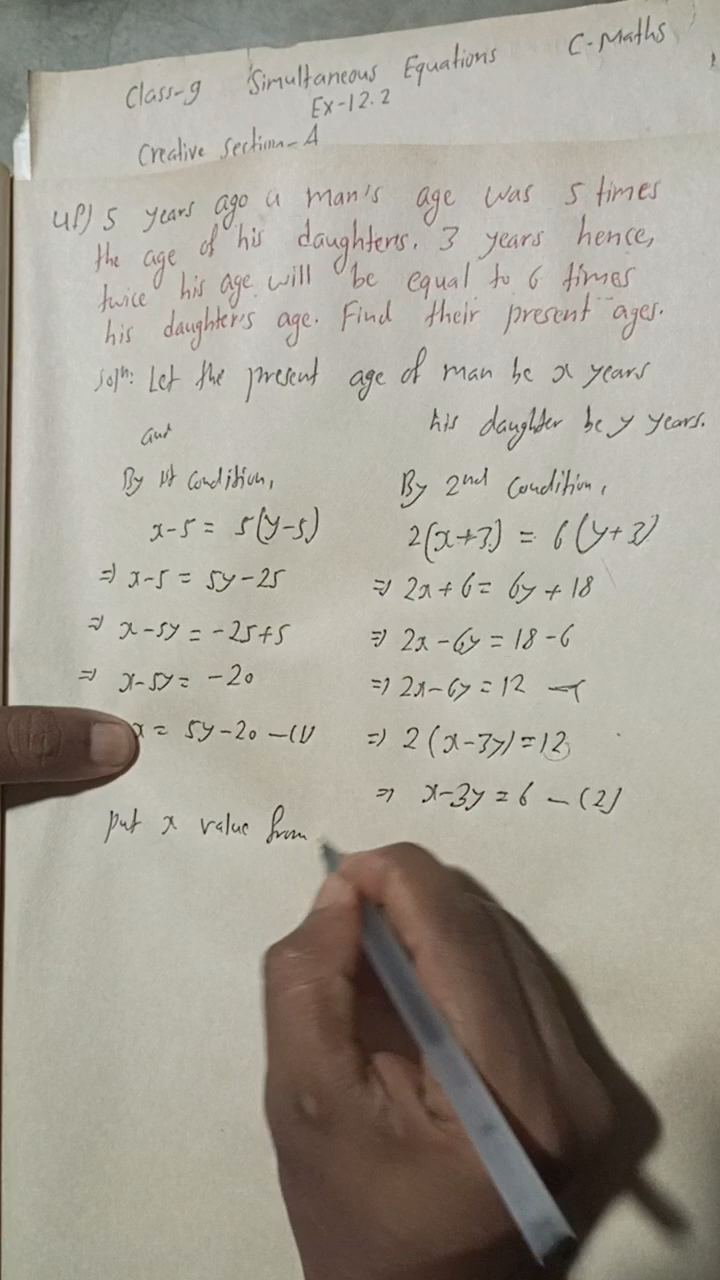 Class-9 Simultaneous Equations C-Maths
Ex-12.2
Creative Section-A
4(P) 5 years ago a man's age was 5 times
the age of his daughters. 3 years hence,
twice his age will be equal to 6 times
his daughter's age. Find their present ages.
Solⁿ: Let the present age of man be x years
and his daughter be y years.
By 1st Condition,
x-5 = 5(y-5)
⇒ x-5 = 5y-25
⇒ x-5y = -25+5
⇒ x-5y = -20
x = 5y-20 -(1)
By 2nd Condition,
2(x+3) = 6(y+3)
⇒ 2x+6 = 6y+18
⇒ 2x-6y = 18-6
⇒ 2x-6y = 12
⇒ 2(x-3y) = 12
⇒ x-3y = 6 -(2)
put x value from